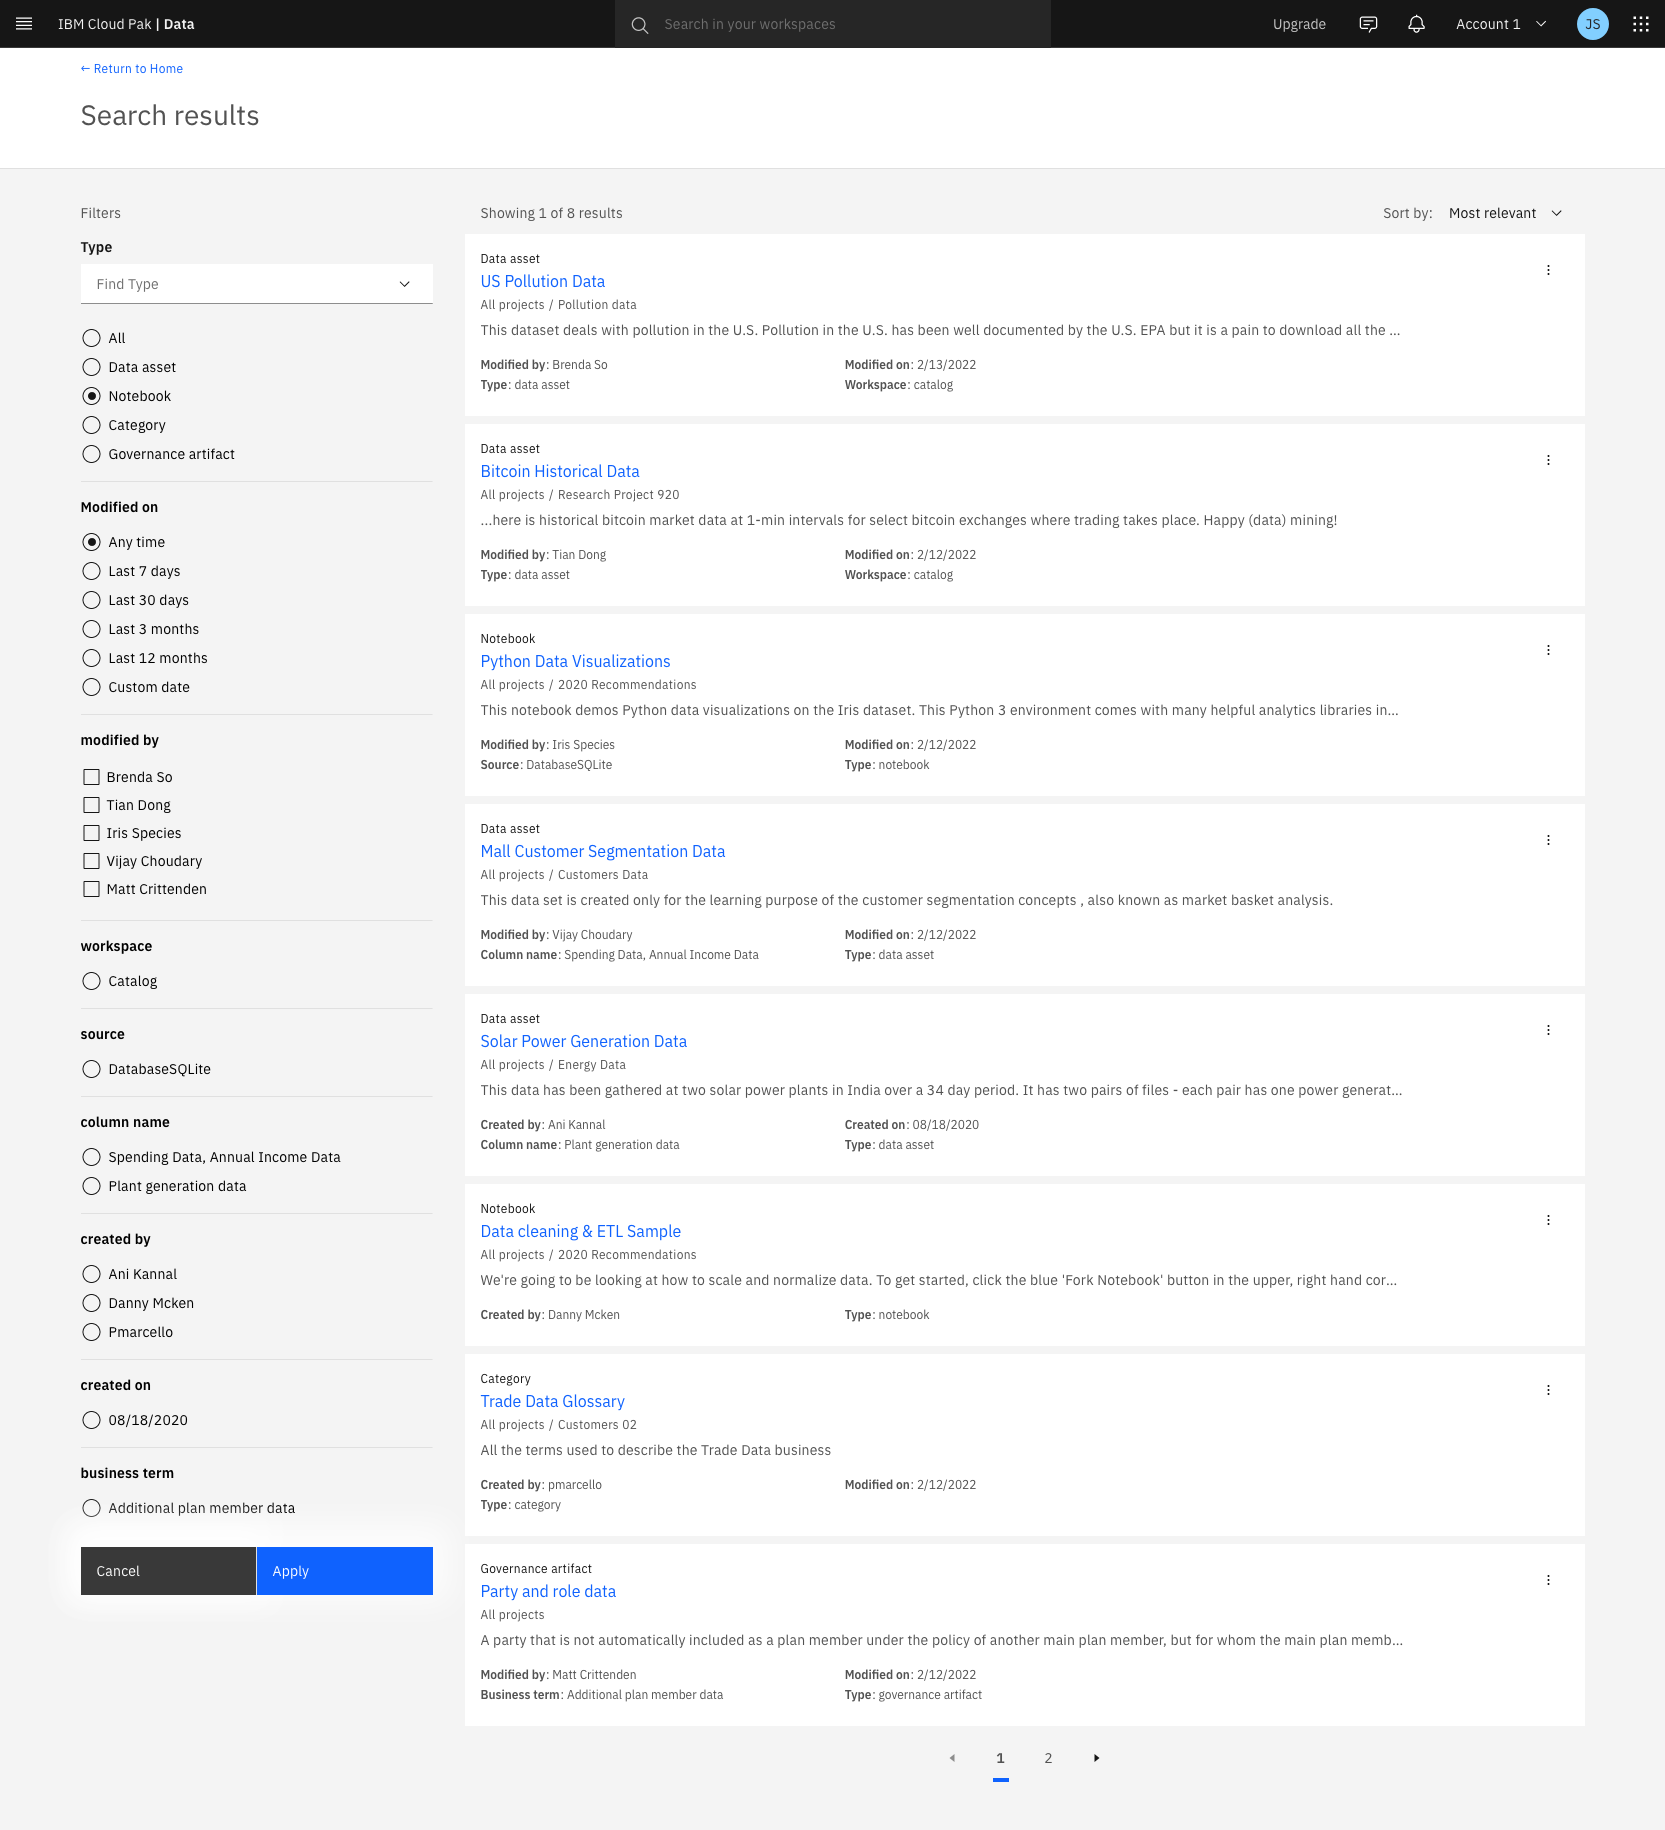 IBM Cloud Pak | Data
Search in your workspaces
Upgrade
Account 1
JS
← Return to Home
Search results
Filters
Type
Find Type
All
Data asset
Notebook
Category
Governance artifact
Modified on
Any time
Last 7 days
Last 30 days
Last 3 months
Last 12 months
Custom date
modified by
Brenda So
Tian Dong
Iris Species
Vijay Choudary
Matt Crittenden
workspace
Catalog
source
DatabaseSQLite
column name
Spending Data, Annual Income Data
Plant generation data
created by
Ani Kannal
Danny Mcken
Pmarcello
created on
08/18/2020
business term
Additional plan member data
Cancel
Apply
Showing 1 of 8 results
Sort by: Most relevant
Data asset
US Pollution Data
All projects / Pollution data
This dataset deals with pollution in the U.S. Pollution in the U.S. has been well documented by the U.S. EPA but it is a pain to download all the ...
Modified by: Brenda So
Modified on: 2/13/2022
Type: data asset
Workspace: catalog
Data asset
Bitcoin Historical Data
All projects / Research Project 920
...here is historical bitcoin market data at 1-min intervals for select bitcoin exchanges where trading takes place. Happy (data) mining!
Modified by: Tian Dong
Modified on: 2/12/2022
Type: data asset
Workspace: catalog
Notebook
Python Data Visualizations
All projects / 2020 Recommendations
This notebook demos Python data visualizations on the Iris dataset. This Python 3 environment comes with many helpful analytics libraries in...
Modified by: Iris Species
Modified on: 2/12/2022
Source: DatabaseSQLite
Type: notebook
Data asset
Mall Customer Segmentation Data
All projects / Customers Data
This data set is created only for the learning purpose of the customer segmentation concepts , also known as market basket analysis.
Modified by: Vijay Choudary
Modified on: 2/12/2022
Column name: Spending Data, Annual Income Data
Type: data asset
Data asset
Solar Power Generation Data
All projects / Energy Data
This data has been gathered at two solar power plants in India over a 34 day period. It has two pairs of files - each pair has one power generat...
Created by: Ani Kannal
Created on: 08/18/2020
Column name: Plant generation data
Type: data asset
Notebook
Data cleaning & ETL Sample
All projects / 2020 Recommendations
We're going to be looking at how to scale and normalize data. To get started, click the blue 'Fork Notebook' button in the upper, right hand cor...
Created by: Danny Mcken
Type: notebook
Category
Trade Data Glossary
All projects / Customers 02
All the terms used to describe the Trade Data business
Created by: pmarcello
Modified on: 2/12/2022
Type: category
Governance artifact
Party and role data
All projects
A party that is not automatically included as a plan member under the policy of another main plan member, but for whom the main plan memb...
Modified by: Matt Crittenden
Modified on: 2/12/2022
Business term: Additional plan member data
Type: governance artifact
1
2